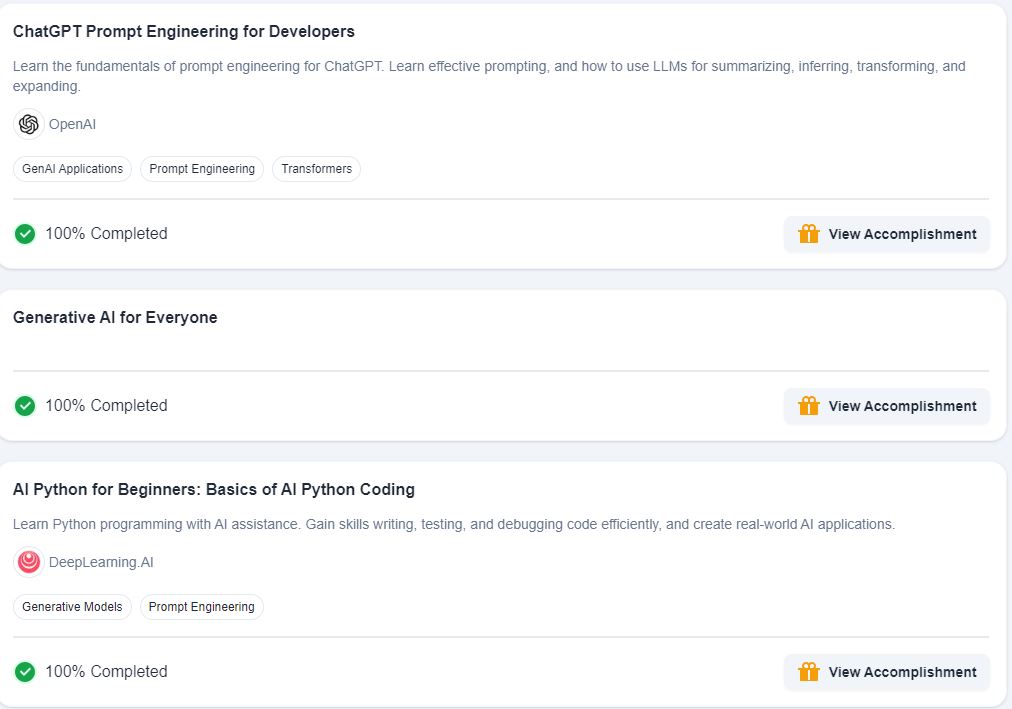 ChatGPT Prompt Engineering for Developers
Learn the fundamentals of prompt engineering for ChatGPT. Learn effective prompting, and how to use LLMs for summarizing, inferring, transforming, and
expanding.
OpenAI
GenAI Applications Prompt Engineering Transformers
100% Completed View Accomplishment
Generative AI for Everyone
100% Completed View Accomplishment
AI Python for Beginners: Basics of AI Python Coding
Learn Python programming with AI assistance. Gain skills writing, testing, and debugging code efficiently, and create real-world AI applications.
DeepLearning.AI
Generative Models Prompt Engineering
100% Completed View Accomplishment